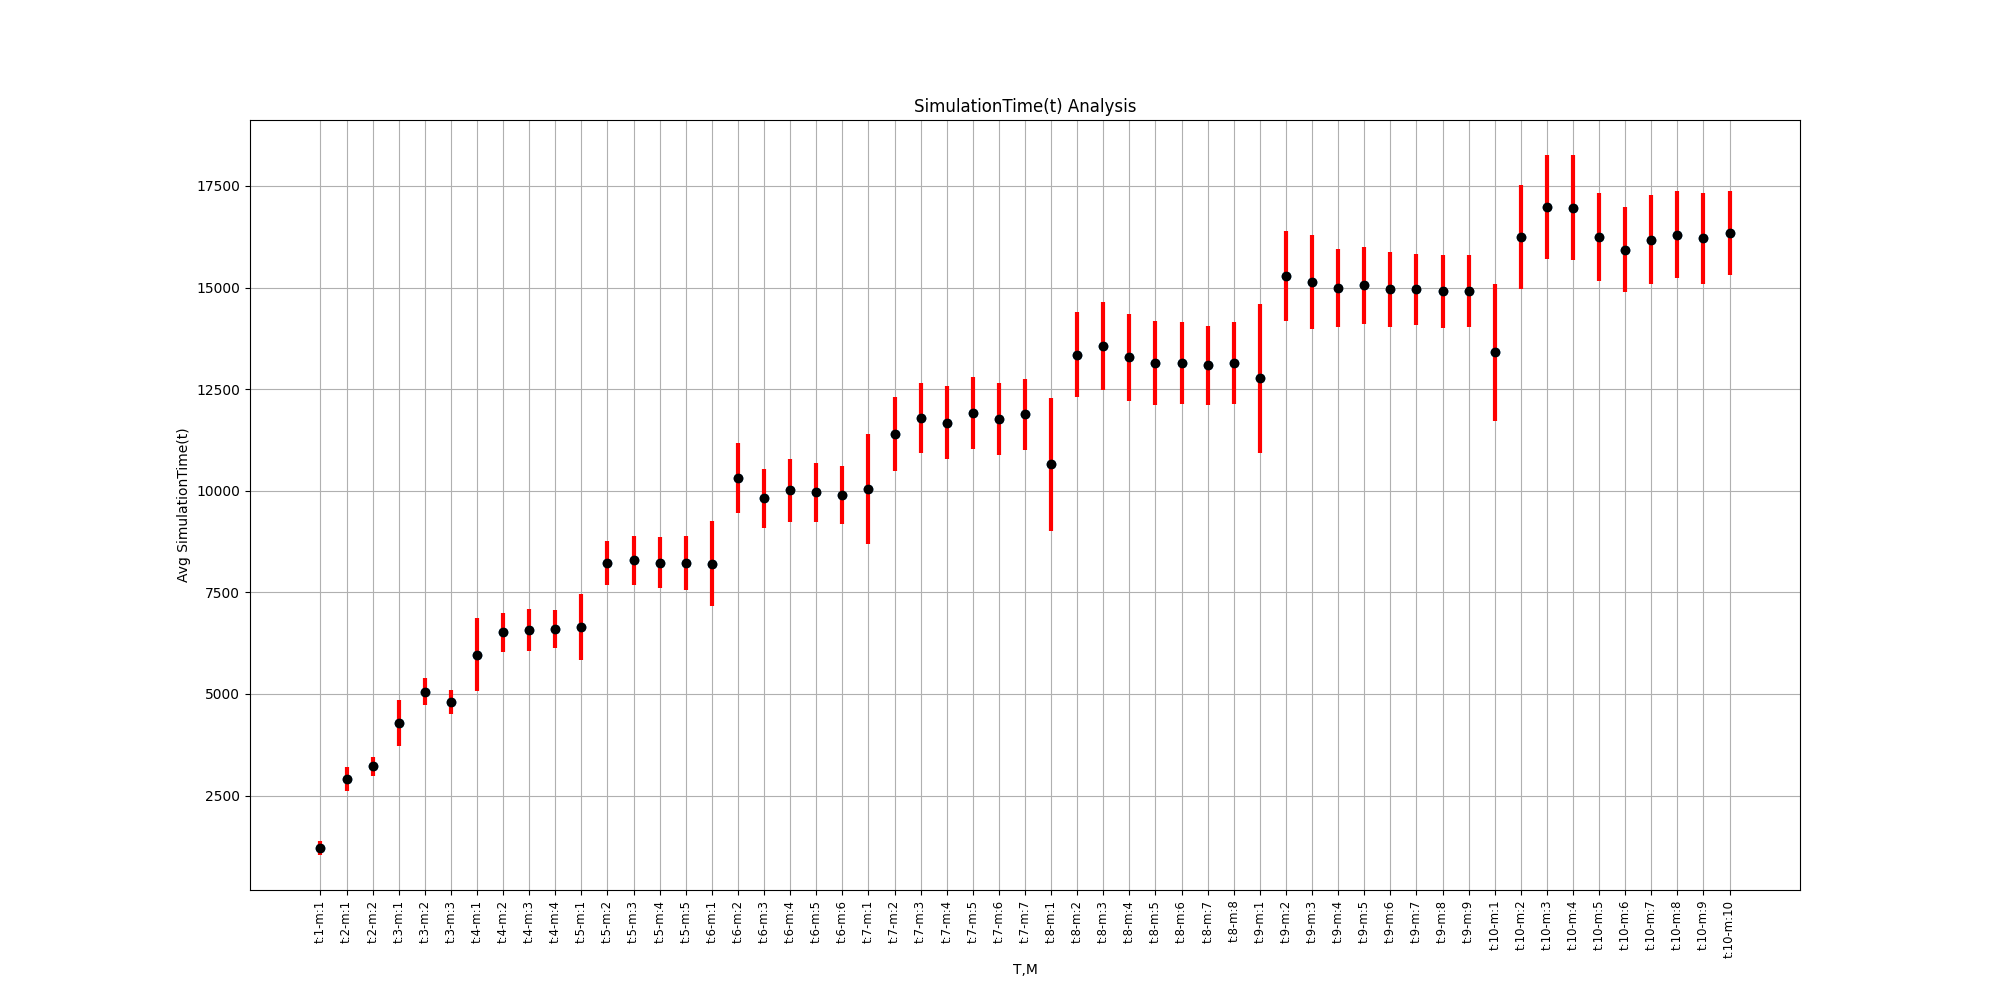 SimulationTime(t) Analysis
17500
15000
12500
10000
7500
5000
2500
Avg SimulationTime(t)
t:1-m:1
t:2-m:1
t:2-m:2
t:3-m:1
t:3-m:2
t:3-m:3
t:4-m:1
t:4-m:2
t:4-m:3
t:4-m:4
t:5-m:1
t:5-m:2
t:5-m:3
t:5-m:4
t:5-m:5
t:6-m:1
t:6-m:2
t:6-m:3
t:6-m:4
t:6-m:5
t:6-m:6
t:7-m:1
t:7-m:2
t:7-m:3
t:7-m:4
t:7-m:5
t:7-m:6
t:7-m:7
t:8-m:1
t:8-m:2
t:8-m:3
t:8-m:4
t:8-m:5
t:8-m:6
t:8-m:7
t:8-m:8
t:9-m:1
t:9-m:2
t:9-m:3
t:9-m:4
t:9-m:5
t:9-m:6
t:9-m:7
t:9-m:8
t:9-m:9
t:10-m:1
t:10-m:2
t:10-m:3
t:10-m:4
t:10-m:5
t:10-m:6
t:10-m:7
t:10-m:8
t:10-m:9
t:10-m:10
T,M